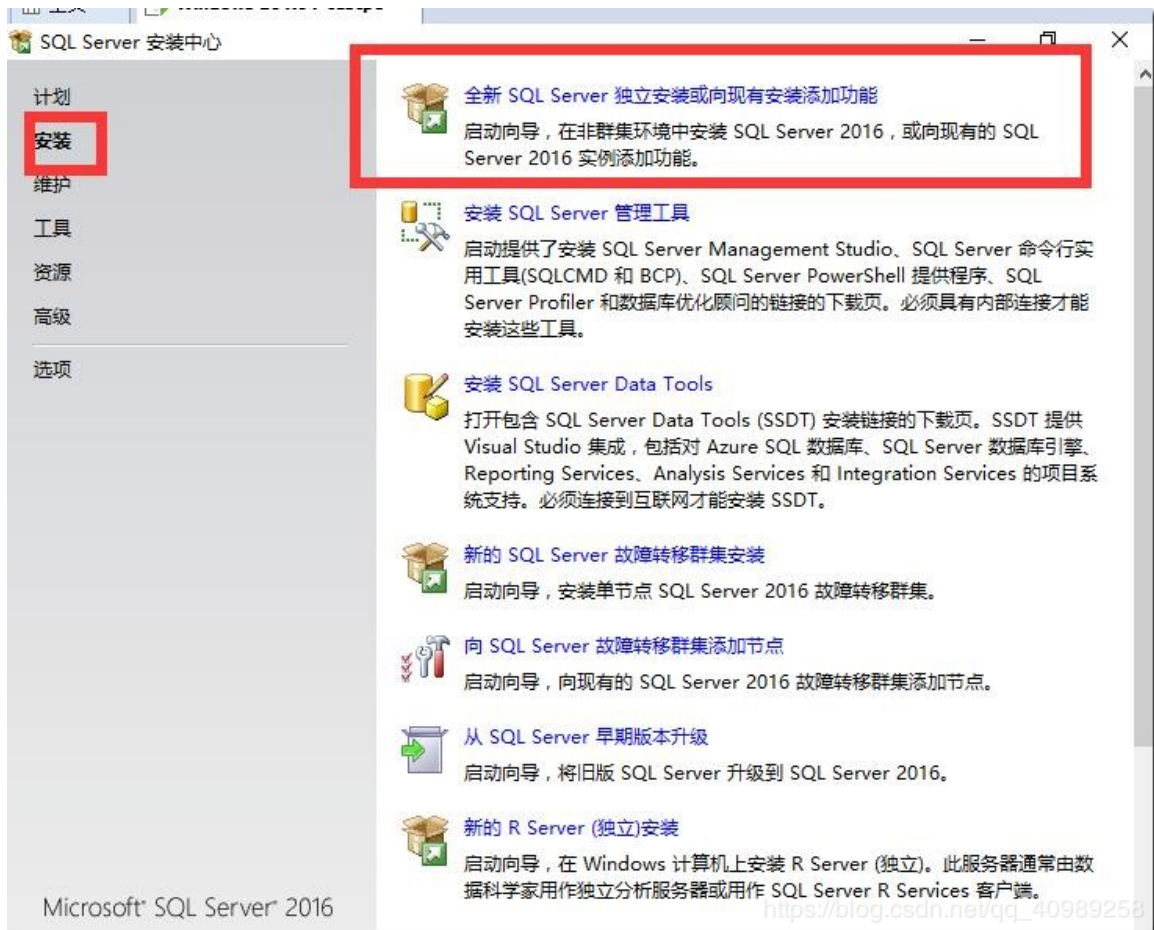 SQL Server 安装中心
计划
安装
维护
工具
资源
高级
选项
全新 SQL Server 独立安装或向现有安装添加功能
启动向导，在非群集环境中安装 SQL Server 2016，或向现有的 SQL
Server 2016 实例添加功能。
安装 SQL Server 管理工具
启动提供了安装 SQL Server Management Studio、SQL Server 命令行实
用工具(SQLCMD 和 BCP)、SQL Server PowerShell 提供程序、SQL
Server Profiler 和数据库优化顾问的链接的下载页。必须具有内部连接才能
安装这些工具。
安装 SQL Server Data Tools
打开包含 SQL Server Data Tools (SSDT) 安装链接的下载页。SSDT 提供
Visual Studio 集成，包括对 Azure SQL 数据库、SQL Server 数据库引擎、
Reporting Services、Analysis Services 和 Integration Services 的项目系
统支持。必须连接到互联网才能安装 SSDT。
新的 SQL Server 故障转移群集安装
启动向导，安装单节点 SQL Server 2016 故障转移群集。
向 SQL Server 故障转移群集添加节点
启动向导，向现有的 SQL Server 2016 故障转移群集添加节点。
从 SQL Server 早期版本升级
启动向导，将旧版 SQL Server 升级到 SQL Server 2016。
新的 R Server (独立)安装
启动向导，在 Windows 计算机上安装 R Server (独立)。此服务器通常由数
据科学家用作独立分析服务器或用作 SQL Server R Services 客户端。
Microsoft SQL Server 2016
https://blog.csdn.net/qq_40989258